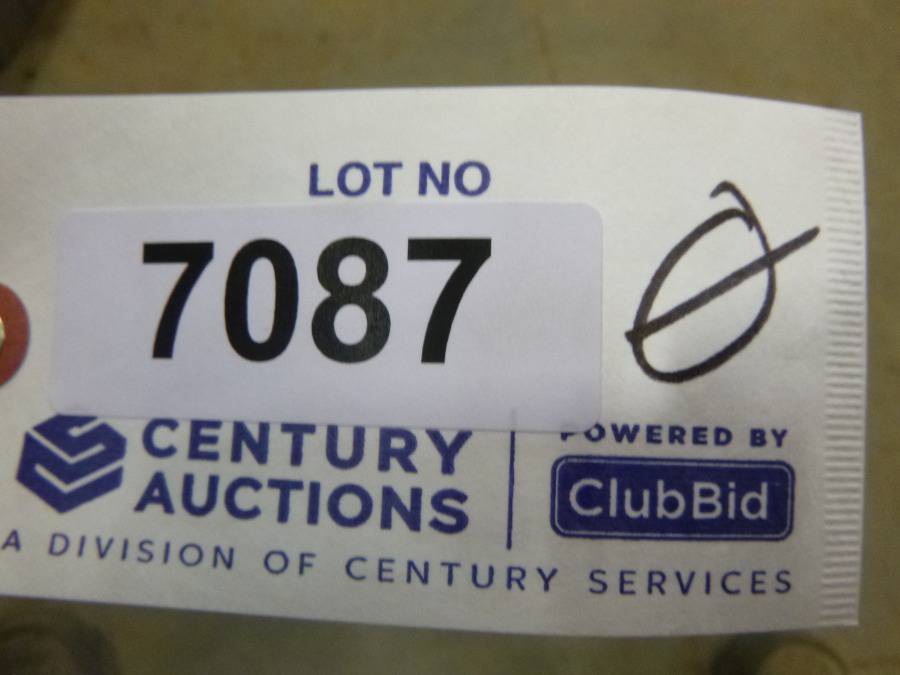 LOT NO
7087 Ø
CENTURY
AUCTIONS
POWERED BY
ClubBid
A DIVISION OF CENTURY SERVICES